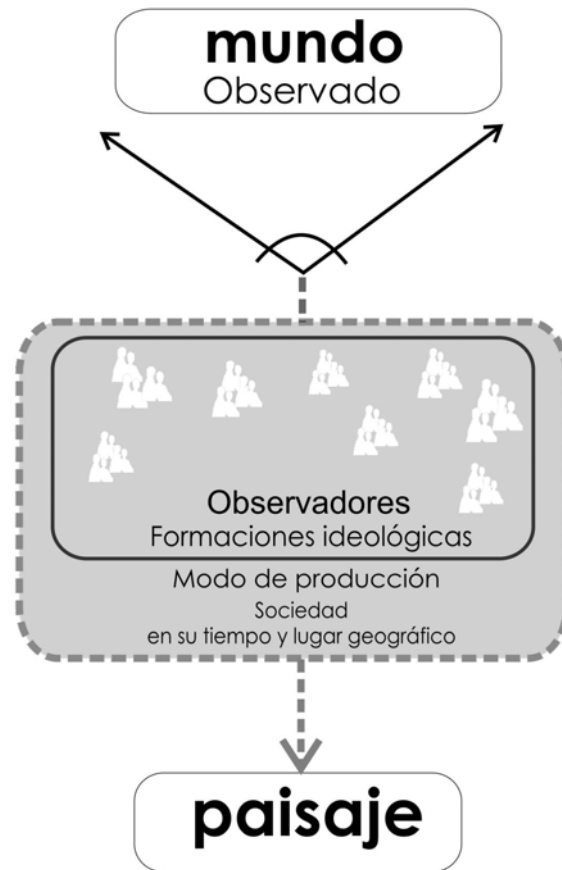 mundo
Observado
Observadores
Formaciones ideológicas
Modo de producción
Sociedad
en su tiempo y lugar geográfico
paisaje